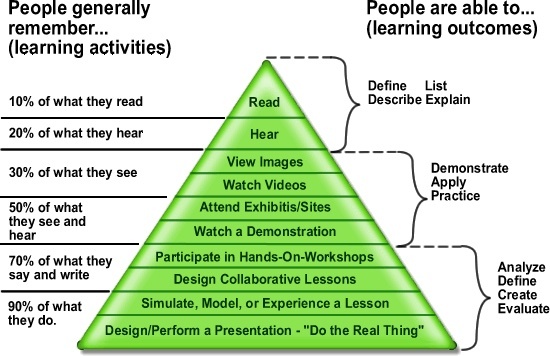 People generally
remember...
(learning activities)
People are able to...
(learning outcomes)
10% of what they read
20% of what they hear
30% of what they see
50% of what
they see and
hear
70% of what they
say and write
90% of what
they do.
Read
Hear
View Images
Watch Videos
Attend Exhibitis/Sites
Watch a Demonstration
Participate in Hands-On-Workshops
Design Collaborative Lessons
Simulate, Model, or Experience a Lesson
Design/Perform a Presentation - "Do the Real Thing"
Define List
Describe Explain
Demonstrate
Apply
Practice
Analyze
Define
Create
Evaluate